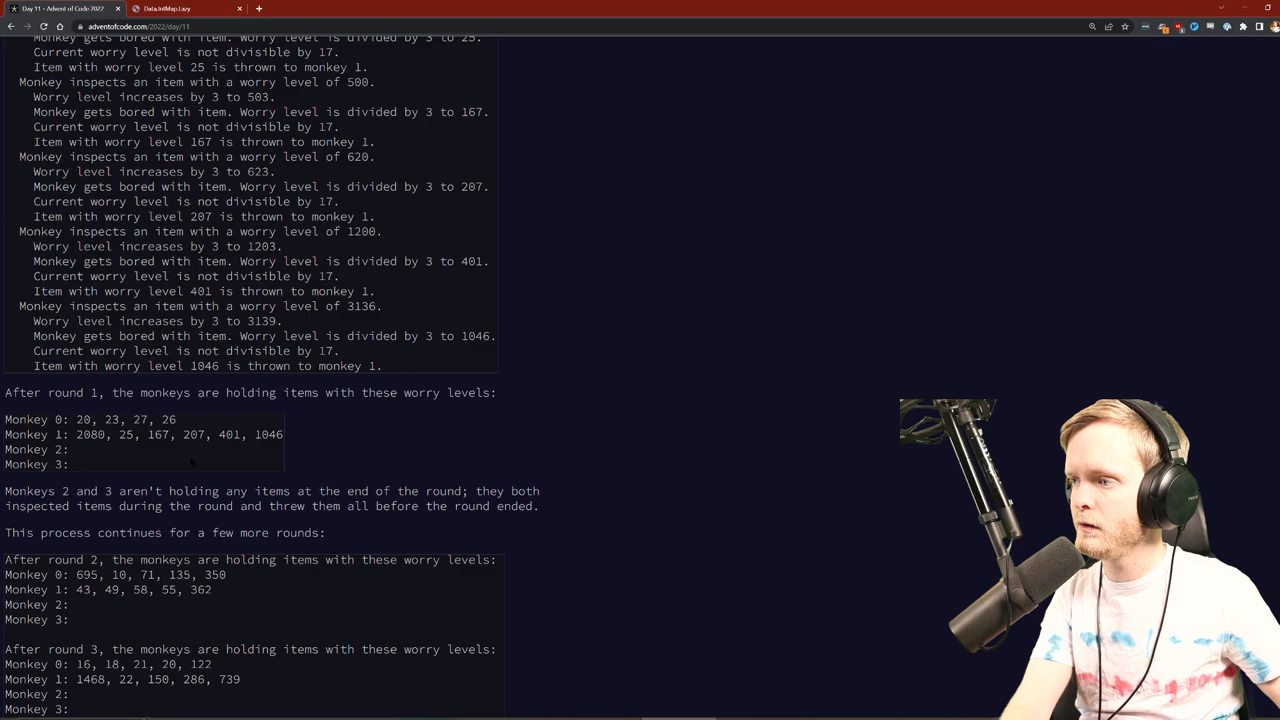 Day 11 - Advent of Code 2022
Data.IntMap.Lazy
adventofcode.com/2022/day/11
Monkey gets bored with item. Worry level is divided by 3 to 25.
Current worry level is not divisible by 17.
Item with worry level 25 is thrown to monkey 1.
Monkey inspects an item with a worry level of 500.
Worry level increases by 3 to 503.
Monkey gets bored with item. Worry level is divided by 3 to 167.
Current worry level is not divisible by 17.
Item with worry level 167 is thrown to monkey 1.
Monkey inspects an item with a worry level of 620.
Worry level increases by 3 to 623.
Monkey gets bored with item. Worry level is divided by 3 to 207.
Current worry level is not divisible by 17.
Item with worry level 207 is thrown to monkey 1.
Monkey inspects an item with a worry level of 1200.
Worry level increases by 3 to 1203.
Monkey gets bored with item. Worry level is divided by 3 to 401.
Current worry level is not divisible by 17.
Item with worry level 401 is thrown to monkey 1.
Monkey inspects an item with a worry level of 3136.
Worry level increases by 3 to 3139.
Monkey gets bored with item. Worry level is divided by 3 to 1046.
Current worry level is not divisible by 17.
Item with worry level 1046 is thrown to monkey 1.
After round 1, the monkeys are holding items with these worry levels:
Monkey 0: 20, 23, 27, 26
Monkey 1: 2080, 25, 167, 207, 401, 1046
Monkey 2:
Monkey 3:
Monkeys 2 and 3 aren't holding any items at the end of the round; they both
inspected items during the round and threw them all before the round ended.
This process continues for a few more rounds:
After round 2, the monkeys are holding items with these worry levels:
Monkey 0: 695, 10, 71, 135, 350
Monkey 1: 43, 49, 58, 55, 362
Monkey 2:
Monkey 3:
After round 3, the monkeys are holding items with these worry levels:
Monkey 0: 16, 18, 21, 20, 122
Monkey 1: 1468, 22, 150, 286, 739
Monkey 2:
Monkey 3: